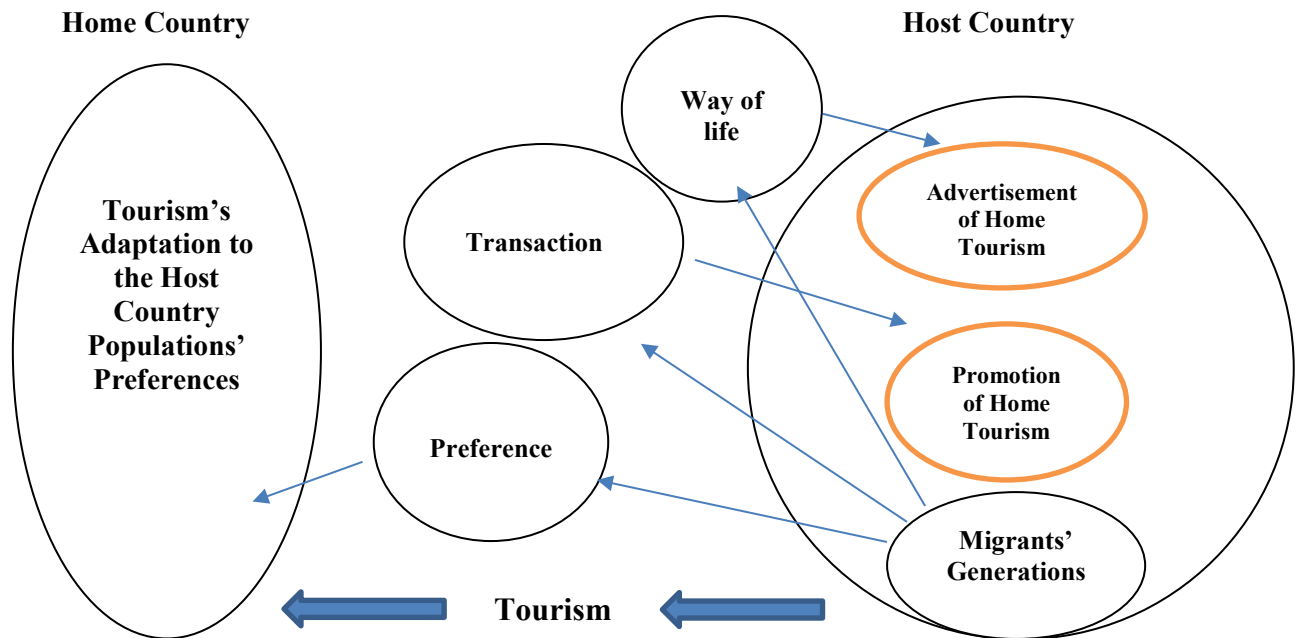 Home Country
Host Country
Way of
life
Advertisement
of Home
Tourism
Tourism’s
Adaptation to
the Host
Country
Populations’
Preferences
Transaction
Promotion
of Home
Tourism
Preference
Migrants’
Generations
Tourism